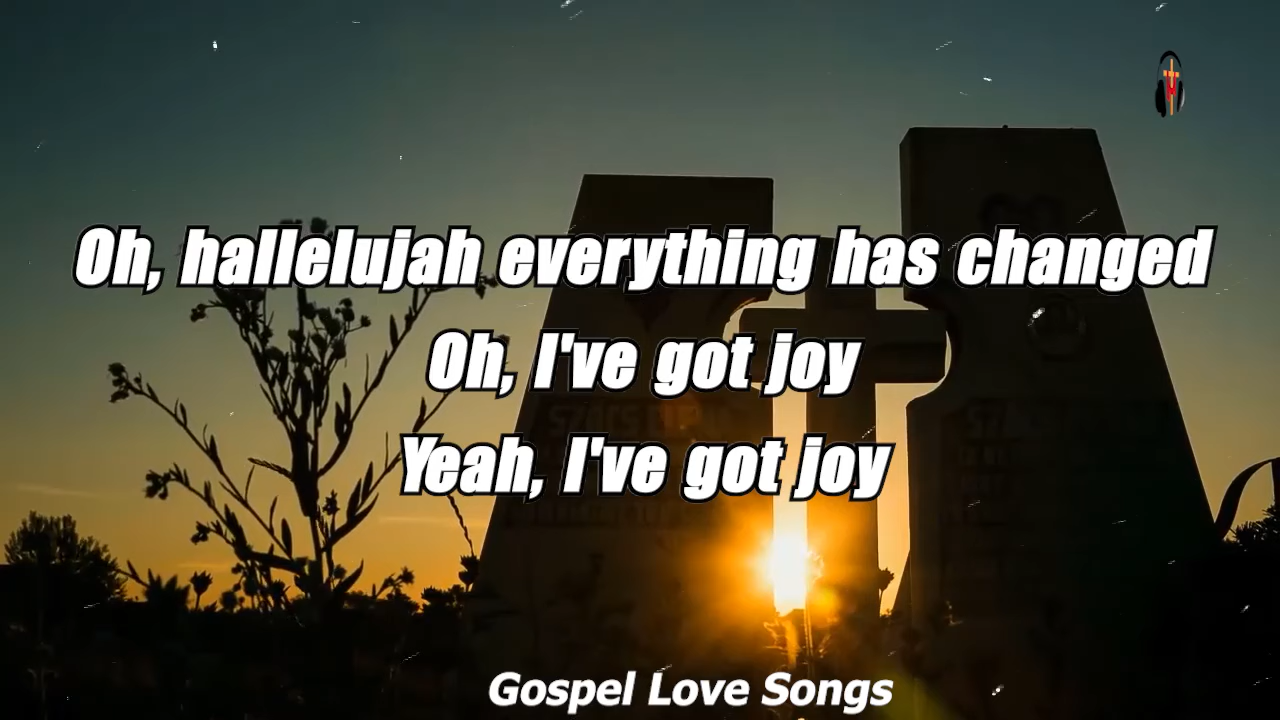 Oh, hallelujah everything has changed
Oh, I've got joy
Yeah, I've got joy
Gospel Love Songs